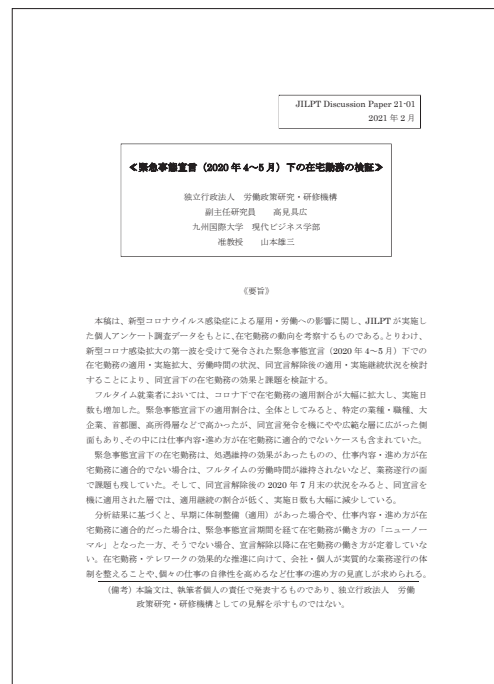 JILPT Discussion Paper 21-01
2021 年 2 月
≪緊急事態宣言（2020 年 4～5 月）下の在宅勤務の検証≫
独立行政法人　労働政策研究・研修機構
副主任研究員　　高見具広
九州国際大学　現代ビジネス学部
准教授　　山本雄三
《要旨》
本稿は、新型コロナウイルス感染症による雇用・労働への影響に関し、JILPT が実施し
た個人アンケート調査データをもとに、在宅勤務の動向を考察するものである。とりわけ、
新型コロナ感染拡大の第一波を受けて発令された緊急事態宣言（2020 年 4～5 月）下での
在宅勤務の適用・実施拡大、労働時間の状況、同宣言解除後の適用・実施継続状況を検討
することにより、同宣言下の在宅勤務の効果と課題を検証する。
フルタイム就業者においては、コロナ下で在宅勤務の適用割合が大幅に拡大し、実施日
数も増加した。緊急事態宣言下の適用割合は、全体としてみると、特定の業種・職種、大
企業、首都圏、高所得層などで高かったが、同宣言発令を機にやや広範な層に広がった側
面もあり、その中には仕事内容・進め方が在宅勤務に適合的でないケースも含まれていた。
緊急事態宣言下の在宅勤務は、処遇維持の効果があったものの、仕事内容・進め方が在
宅勤務に適合的でない場合は、フルタイムの労働時間が維持されないなど、業務遂行の面
で課題も残していた。そして、同宣言解除後の 2020 年 7 月末の状況をみると、同宣言を
機に適用された層では、適用継続の割合が低く、実施日数も大幅に減少している。
分析結果に基づくと、早期に体制整備（適用）があった場合や、仕事内容・進め方が在
宅勤務に適合的だった場合は、緊急事態宣言期間を経て在宅勤務が働き方の「ニューノー
マル」となった一方、そうでない場合、宣言解除以降に在宅勤務の働き方が定着していな
い。在宅勤務・テレワークの効果的な推進に向けて、会社・個人が実質的な業務遂行の体
制を整えることや、個々の仕事の自律性を高めるなど仕事の進め方の見直しが求められる。
（備考）本論文は、執筆者個人の責任で発表するものであり、独立行政法人　労働
政策研究・研修機構としての見解を示すものではない。